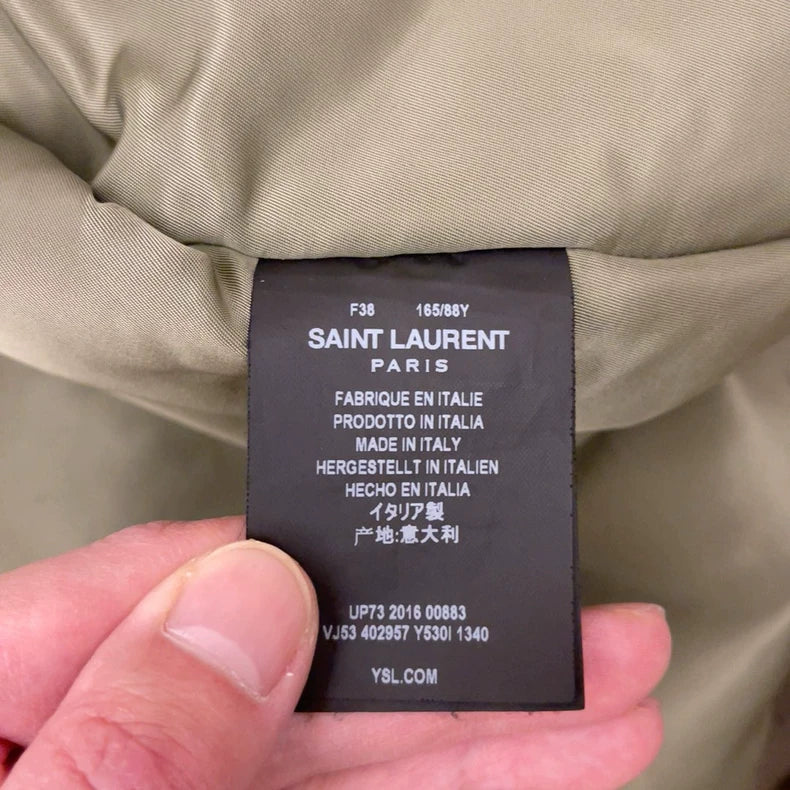 F38 165/88Y
SAINT LAURENT
PARIS
FABRIQUE EN ITALIE
PRODOTTO IN ITALIA
MADE IN ITALY
HERGESTELLT IN ITALIEN
HECHO EN ITALIA
イタリア製
产地:意大利
UP73 2016 00883
VJ53 402957 Y530I 1340
YSL.COM